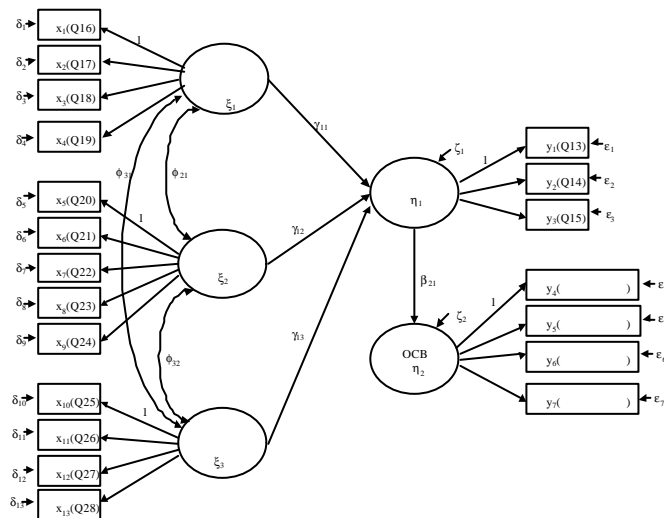 δ₁ x₁(Q16)
1
δ₂ x₂(Q17)
δ₃ x₃(Q18)
δ₄ x₄(Q19)
ξ₁
γ₁₁
ϕ₃₁
ϕ₂₁
δ₅ x₅(Q20)
1
δ₆ x₆(Q21)
δ₇ x₇(Q22)
δ₈ x₈(Q23)
δ₉ x₉(Q24)
ξ₂
γ₁₂
γ₁₃
ϕ₃₂
δ₁₀ x₁₀(Q25)
1
δ₁₁ x₁₁(Q26)
δ₁₂ x₁₂(Q27)
δ₁₃ x₁₃(Q28)
ξ₃
ζ₁
η₁
1
y₁(Q13) ε₁
y₂(Q14) ε₂
y₃(Q15) ε₃
β₂₁
ζ₂
OCB
η₂
1
y₄( ) ε
y₅( ) ε
y₆( ) ε₆
y₇( ) ε₇